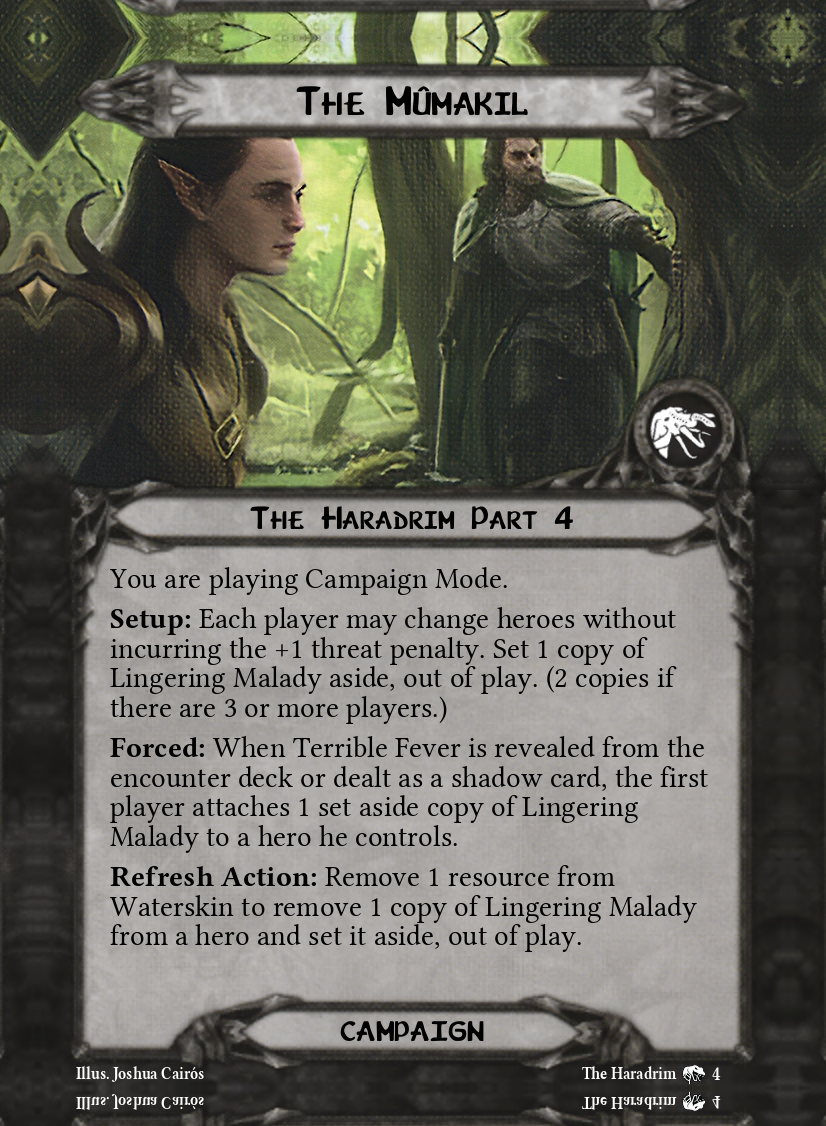 The Mûmakil
The Haradrim Part 4
You are playing Campaign Mode.
Setup: Each player may change heroes without
incurring the +1 threat penalty. Set 1 copy of
Lingering Malady aside, out of play. (2 copies if
there are 3 or more players.)
Forced: When Terrible Fever is revealed from the
encounter deck or dealt as a shadow card, the first
player attaches 1 set aside copy of Lingering
Malady to a hero he controls.
Refresh Action: Remove 1 resource from
Waterskin to remove 1 copy of Lingering Malady
from a hero and set it aside, out of play.
CAMPAIGN
Illus. Joshua Cairós
The Haradrim 4